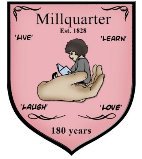 Millquarter
Est. 1828
'LIVE' 'LEARN'
'LAUGH' 'LOVE'
180 years